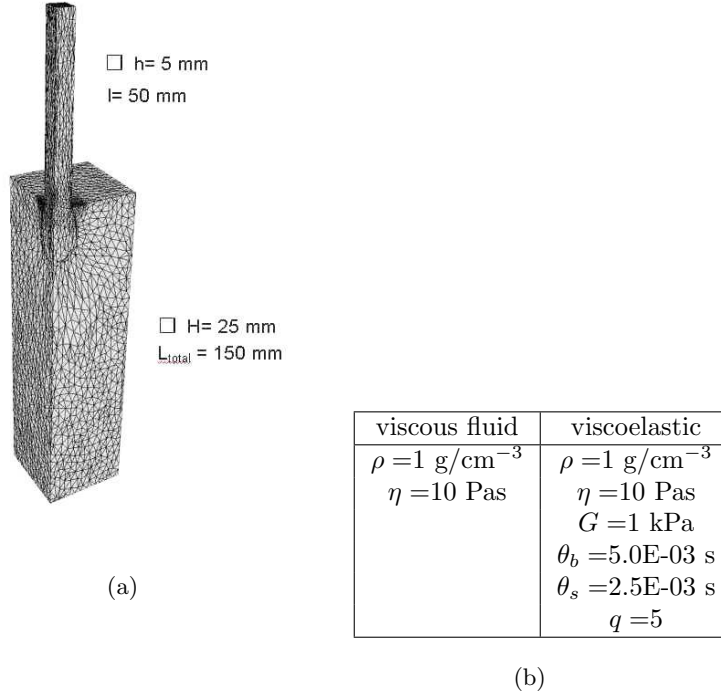 □ h= 5 mm
l= 50 mm
□ H= 25 mm
L_total = 150 mm
(a)
viscous fluid | viscoelastic
ρ =1 g/cm⁻³ | ρ =1 g/cm⁻³
η =10 Pas | η =10 Pas
G =1 kPa
θ_b =5.0E-03 s
θ_s =2.5E-03 s
q =5
(b)